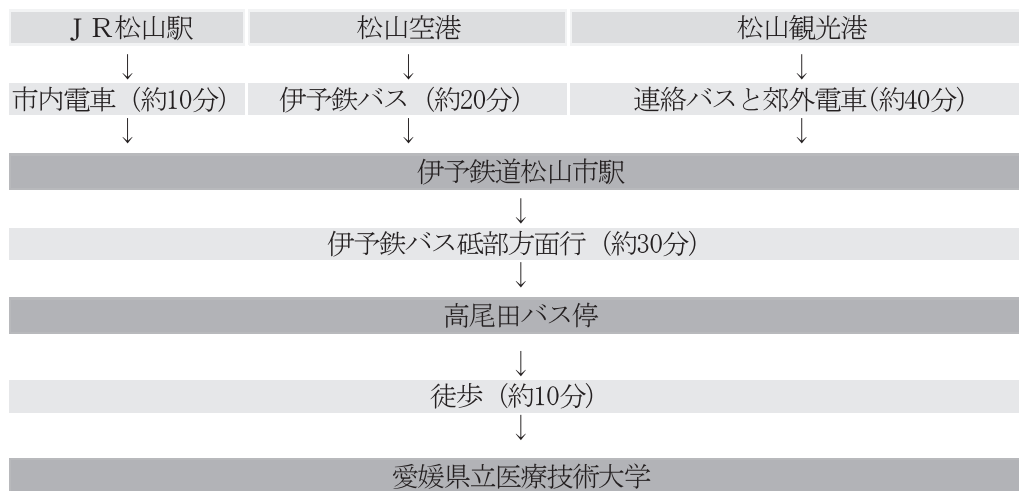 ＪＲ松山駅 松山空港 松山観光港
↓ ↓ ↓
市内電車（約10分） 伊予鉄バス（約20分） 連絡バスと郊外電車（約40分）
↓ ↓ ↓
伊予鉄道松山市駅
↓
伊予鉄バス砥部方面行（約30分）
↓
高尾田バス停
↓
徒歩（約10分）
↓
愛媛県立医療技術大学